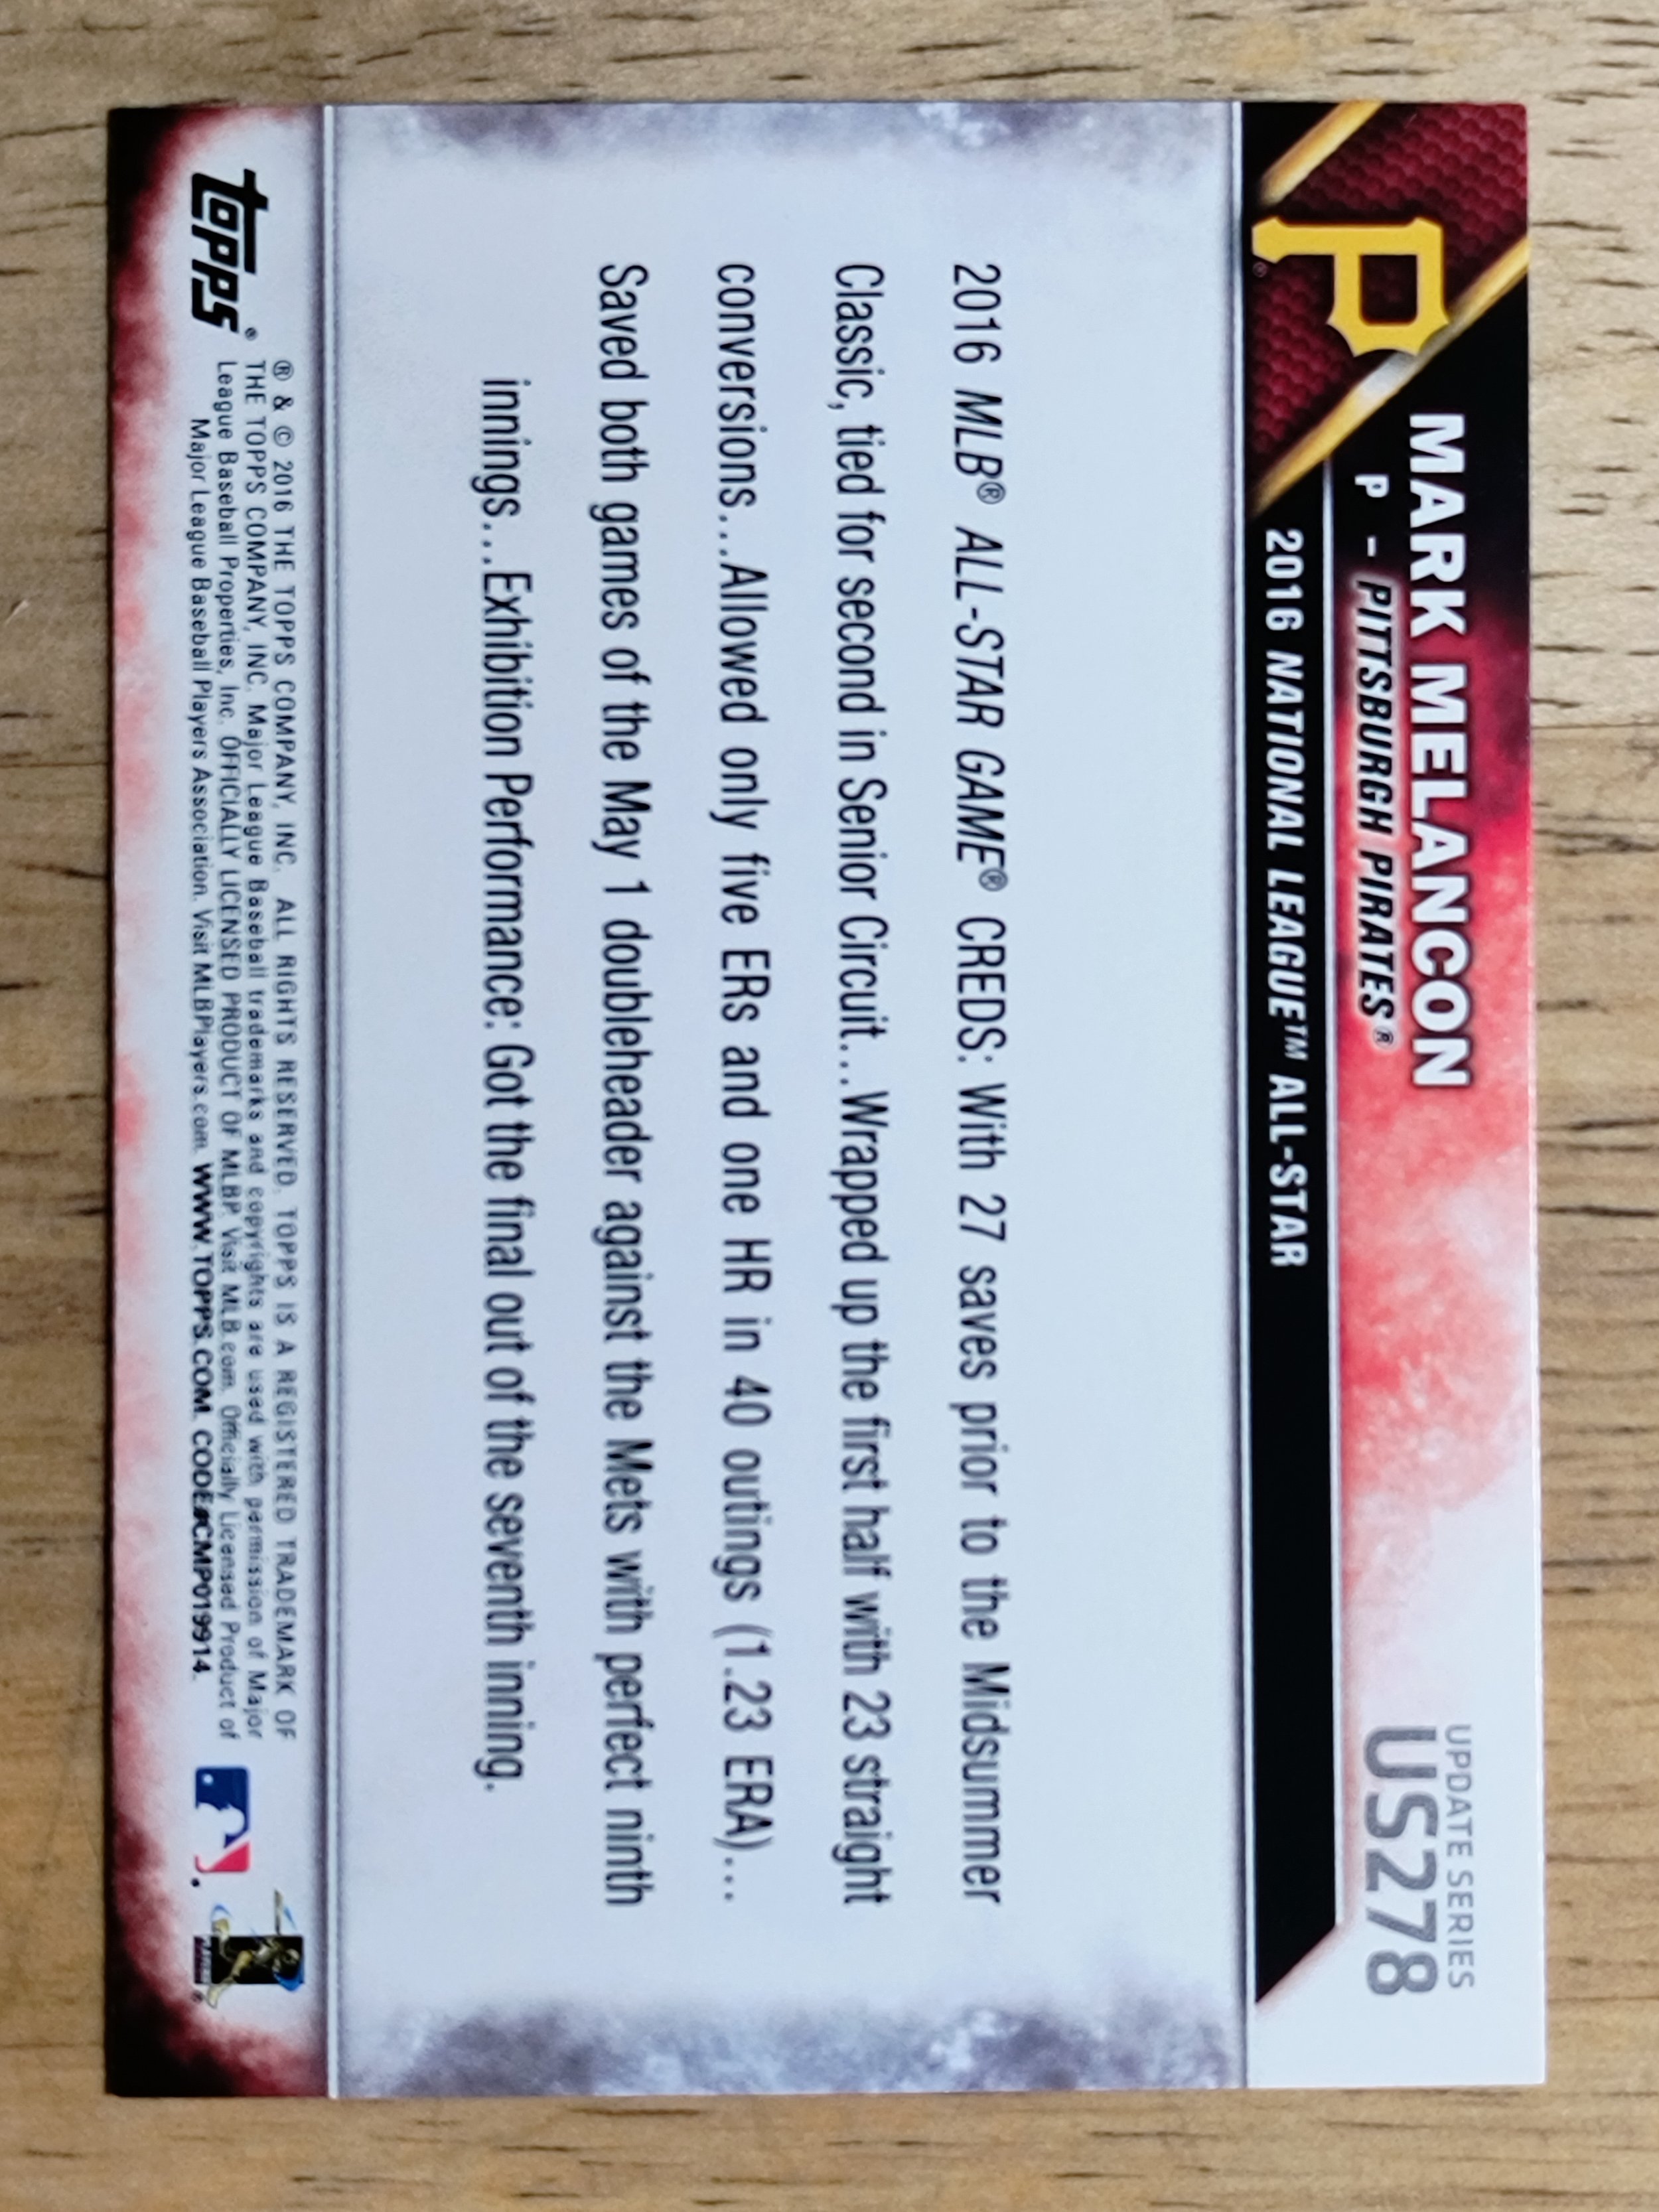 MARK MELANCON
P - PITTSBURGH PIRATES®
2016 NATIONAL LEAGUE™ ALL-STAR
UPDATE SERIES
US278
P
2016 MLB® ALL-STAR GAME® CREDS: With 27 saves prior to the Midsummer
Classic, tied for second in Senior Circuit...Wrapped up the first half with 23 straight
conversions...Allowed only five ERs and one HR in 40 outings (1.23 ERA)...
Saved both games of the May 1 doubleheader against the Mets with perfect ninth
innings...Exhibition Performance: Got the final out of the seventh inning.
topps®
® & © 2016 THE TOPPS COMPANY, INC. ALL RIGHTS RESERVED. TOPPS IS A REGISTERED TRADEMARK OF
THE TOPPS COMPANY, INC. Major League Baseball trademarks and copyrights are used with permission of Major
League Baseball Properties, Inc. OFFICIALLY LICENSED PRODUCT OF MLBP. Visit MLB.com. Officially Licensed Product of
Major League Baseball Players Association. Visit MLBPlayers.com. WWW.TOPPS.COM. CODE#CMP019914.